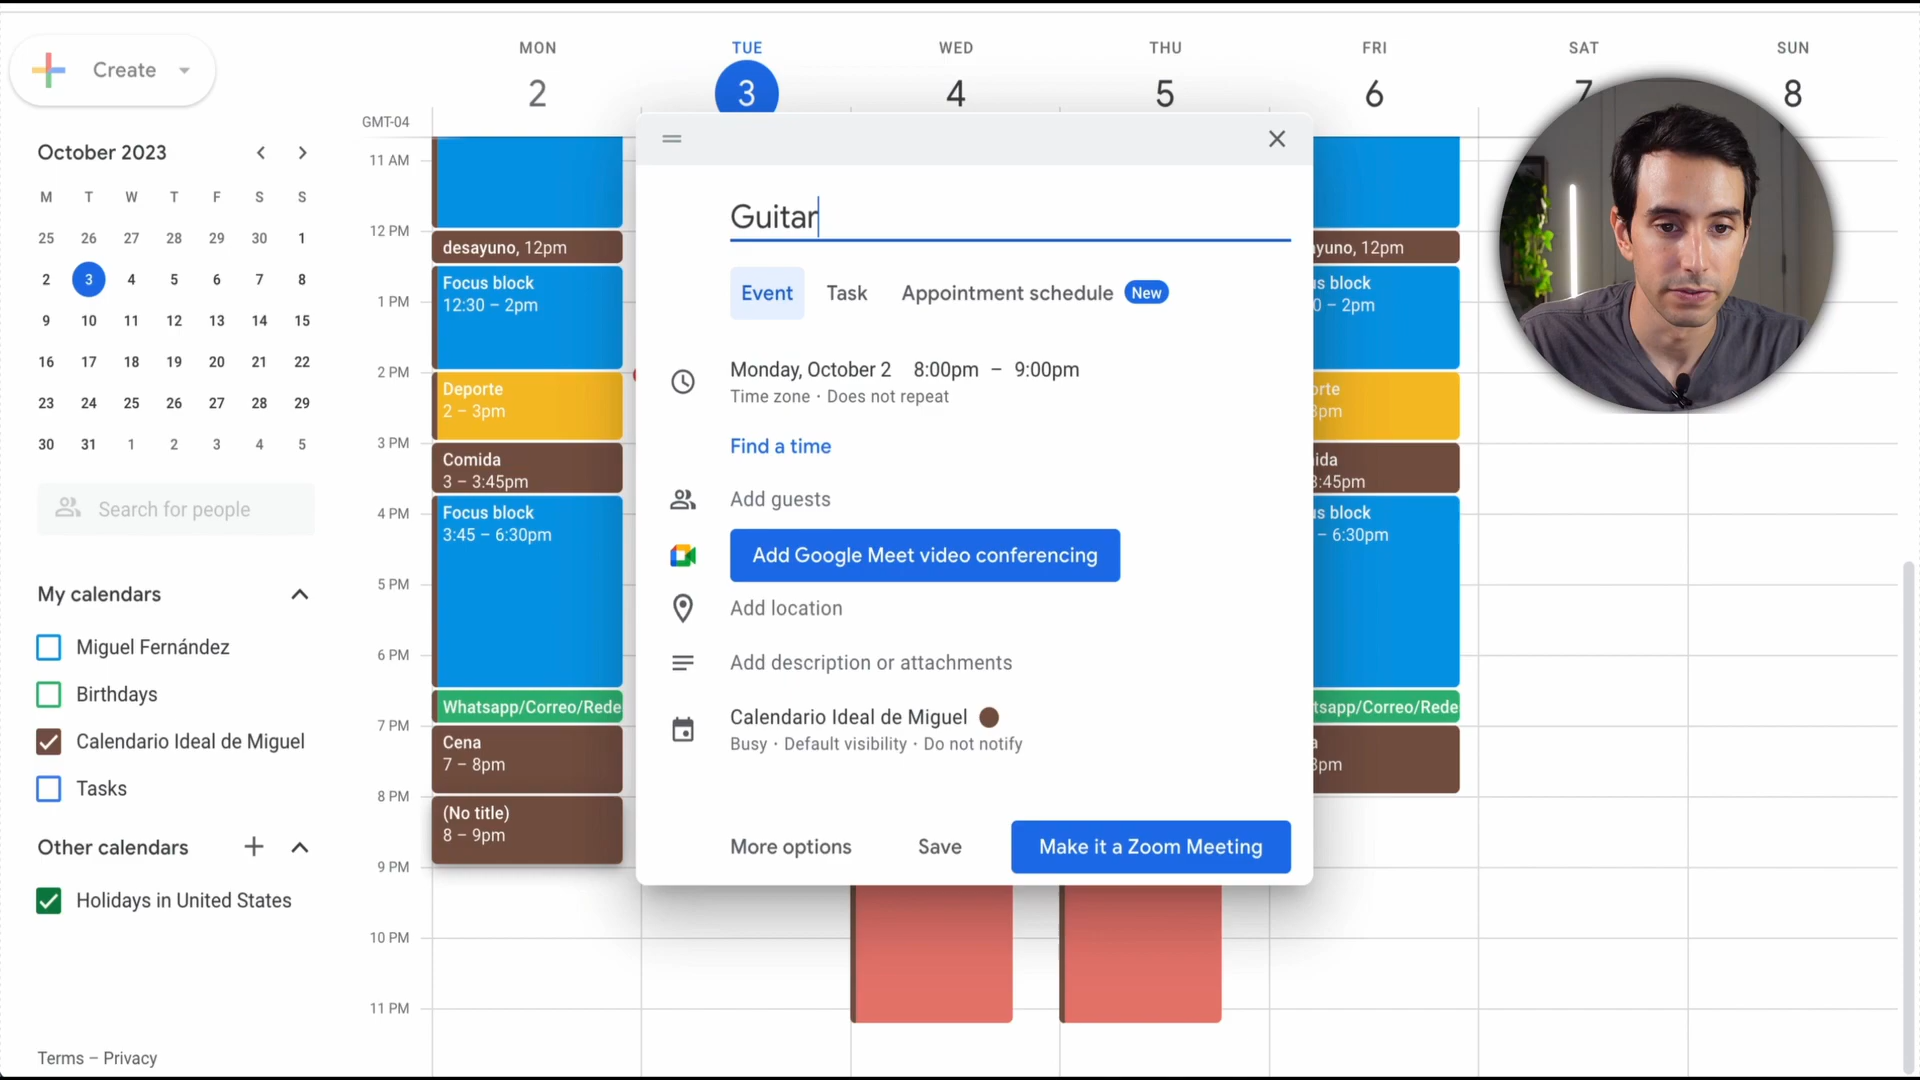 Create
October 2023
M T W T F S S
25 26 27 28 29 30 1
2 3 4 5 6 7 8
9 10 11 12 13 14 15
16 17 18 19 20 21 22
23 24 25 26 27 28 29
30 31 1 2 3 4 5
Search for people
My calendars
Miguel Fernández
Birthdays
Calendario Ideal de Miguel
Tasks
Other calendars
Holidays in United States
Terms – Privacy
MON TUE WED THU FRI SAT SUN
2 3 4 5 6 7 8
GMT-04
11 AM
12 PM
1 PM
2 PM
3 PM
4 PM
5 PM
6 PM
7 PM
8 PM
9 PM
10 PM
11 PM
desayuno, 12pm
Focus block
12:30 – 2pm
Deporte
2 – 3pm
Comida
3 – 3:45pm
Focus block
3:45 – 6:30pm
Whatsapp/Correo/Rede
Cena
7 – 8pm
(No title)
8 – 9pm
Guitar
Event Task Appointment schedule New
Monday, October 2 8:00pm – 9:00pm
Time zone · Does not repeat
Find a time
Add guests
Add Google Meet video conferencing
Add location
Add description or attachments
Calendario Ideal de Miguel
Busy · Default visibility · Do not notify
More options Save Make it a Zoom Meeting
yuno, 12pm
s block
0 – 2pm
rte
pm
ida
:45pm
s block
– 6:30pm
tsapp/Correo/Rede
pm